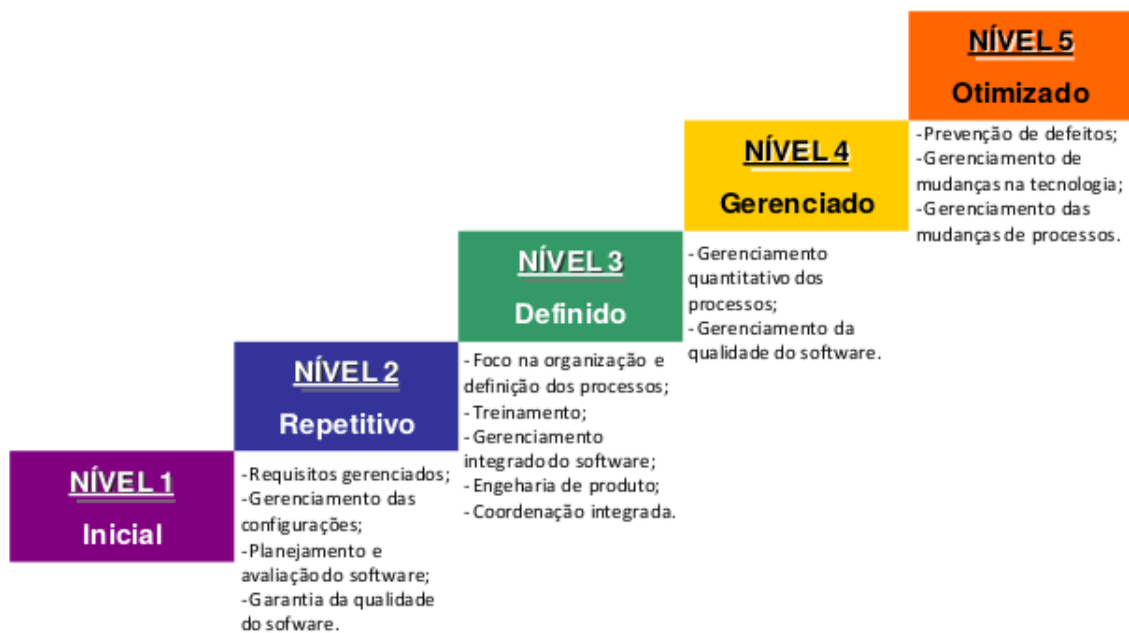 NÍVEL 1
Inicial
NÍVEL 2
Repetitivo
-Requisitos gerenciados;
-Gerenciamento das
configurações;
-Planejamento e
avaliação do software;
-Garantia da qualidade
do sofware.
NÍVEL 3
Definido
-Foco na organização e
definição dos processos;
-Treinamento;
-Gerenciamento
integrado do software;
-Engeharia de produto;
-Coordenação integrada.
NÍVEL 4
Gerenciado
-Gerenciamento
quantitativo dos
processos;
-Gerenciamento da
qualidade do software.
NÍVEL 5
Otimizado
-Prevenção de defeitos;
-Gerenciamento de
mudanças na tecnologia;
-Gerenciamento das
mudanças de processos.